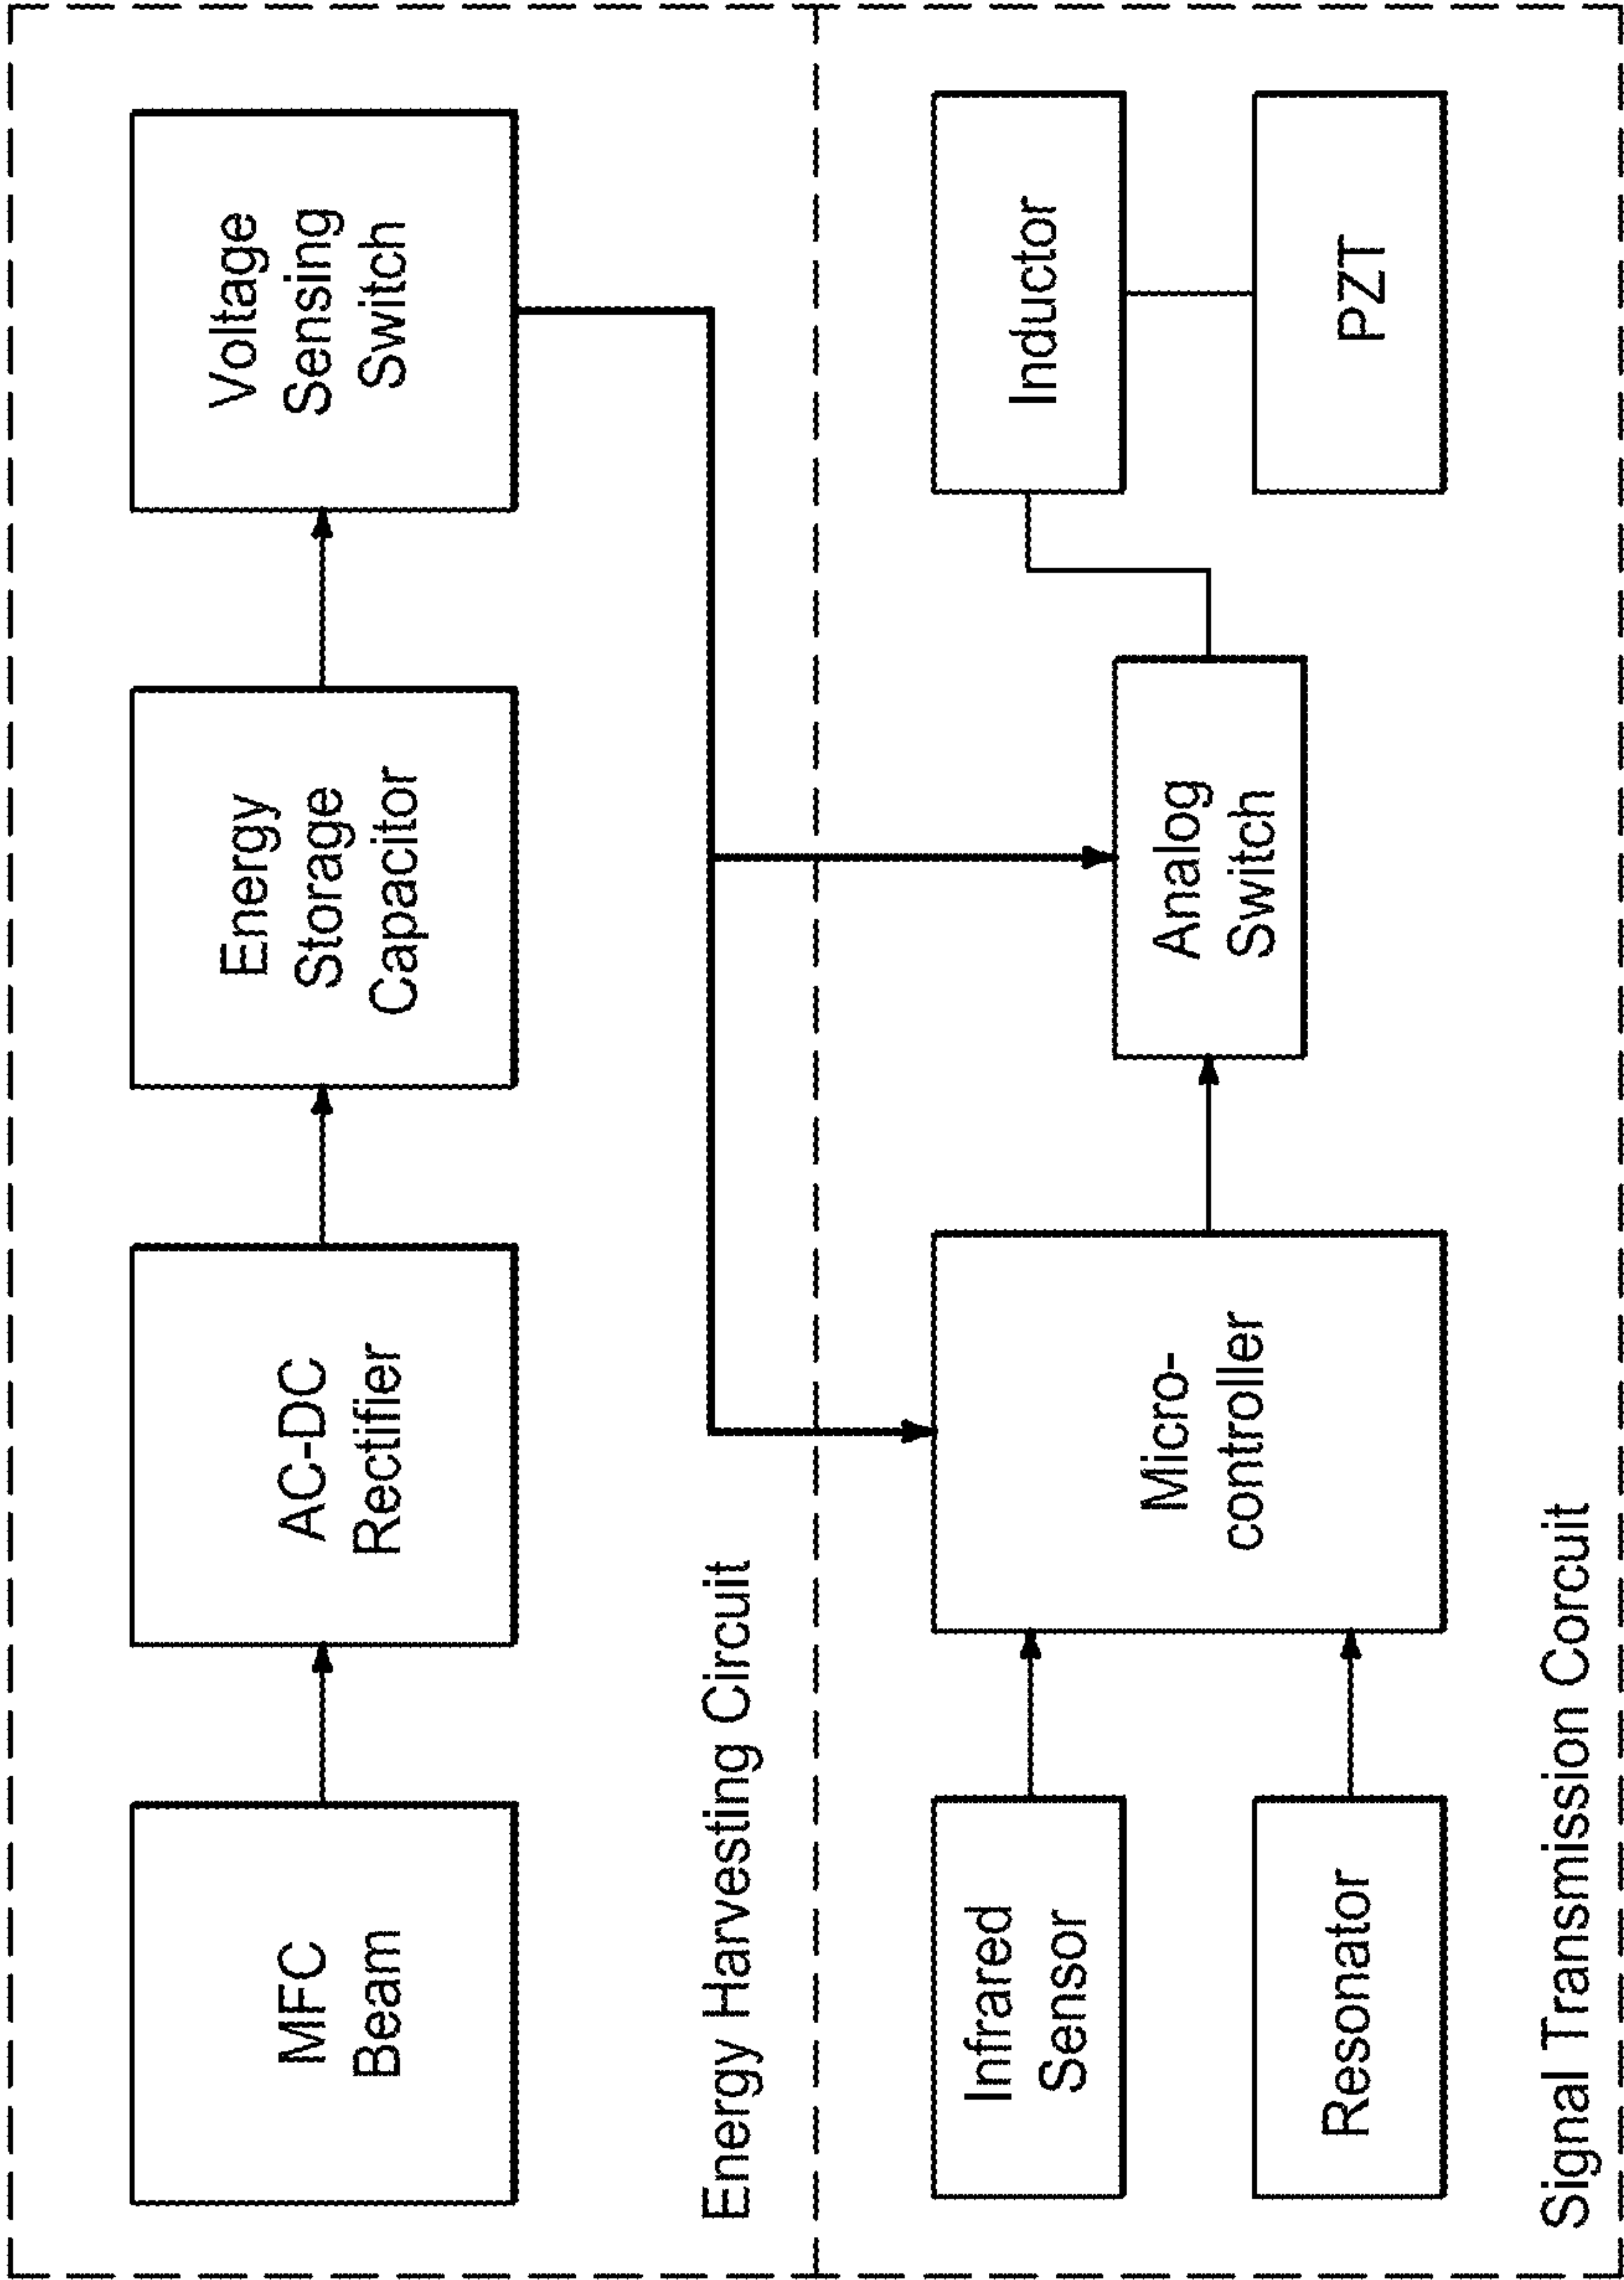 MFC
Beam
AC-DC
Rectifier
Energy
Storage
Capacitor
Voltage
Sensing
Switch
Energy Harvesting Circuit
Infrared
Sensor
Resonator
Micro-
controller
Analog
Switch
Inductor
PZT
Signal Transmission Corcuit